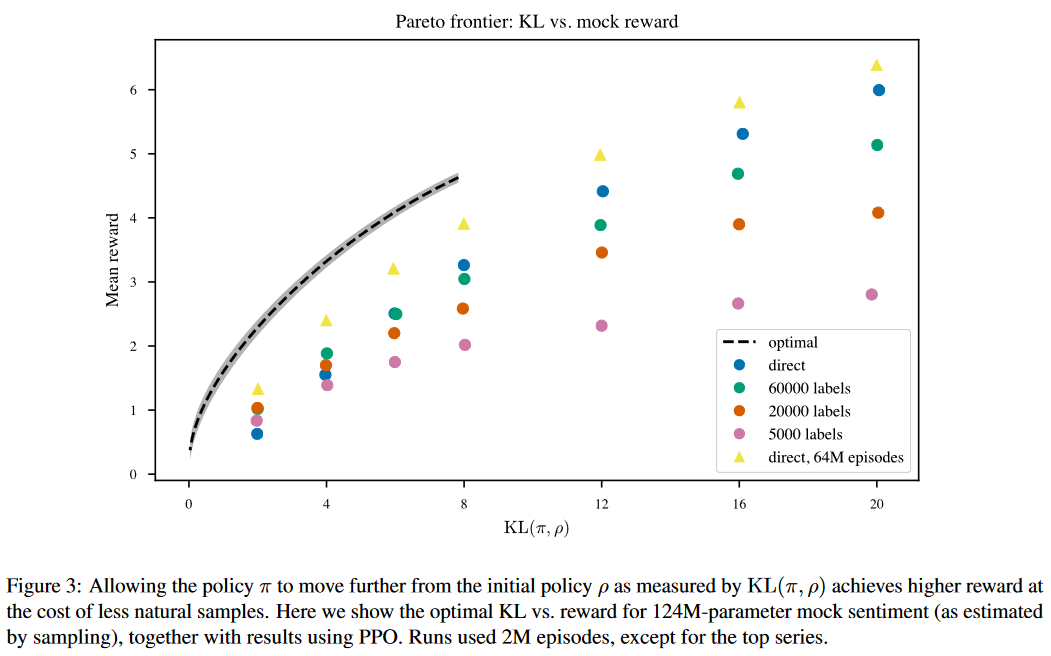 Pareto frontier: KL vs. mock reward
Mean reward
6
5
4
3
2
1
0
0 4 8 12 16 20
KL(π, ρ)
optimal
direct
60000 labels
20000 labels
5000 labels
direct, 64M episodes
Figure 3: Allowing the policy π to move further from the initial policy ρ as measured by KL(π, ρ) achieves higher reward at
the cost of less natural samples. Here we show the optimal KL vs. reward for 124M-parameter mock sentiment (as estimated
by sampling), together with results using PPO. Runs used 2M episodes, except for the top series.